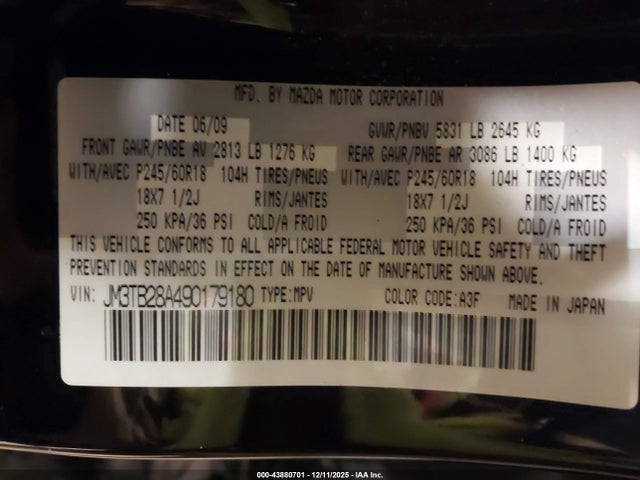 MFD. BY MAZDA MOTOR CORPORATION
DATE 06/09 GVWR/PNBV 5831 LB 2645 KG
FRONT GAWR/PNBE AV 2813 LB 1276 KG REAR GAWR/PNBE AR 3086 LB 1400 KG
WITH/AVEC P245/60R18 104H TIRES/PNEUS WITH/AVEC P245/60R18 104H TIRES/PNEUS
18X7 1/2J RIMS/JANTES 18X7 1/2J RIMS/JANTES
250 KPA/36 PSI COLD/A FROID 250 KPA/36 PSI COLD/A FROID
THIS VEHICLE CONFORMS TO ALL APPLICABLE FEDERAL MOTOR VEHICLE SAFETY AND THEFT
PREVENTION STANDARDS IN EFFECT ON THE DATE OF MANUFACTURE SHOWN ABOVE.
VIN: JM3TB28A490179180 TYPE:MPV COLOR CODE:A3F MADE IN JAPAN
000-43880701 - 12/11/2025 - IAA Inc.